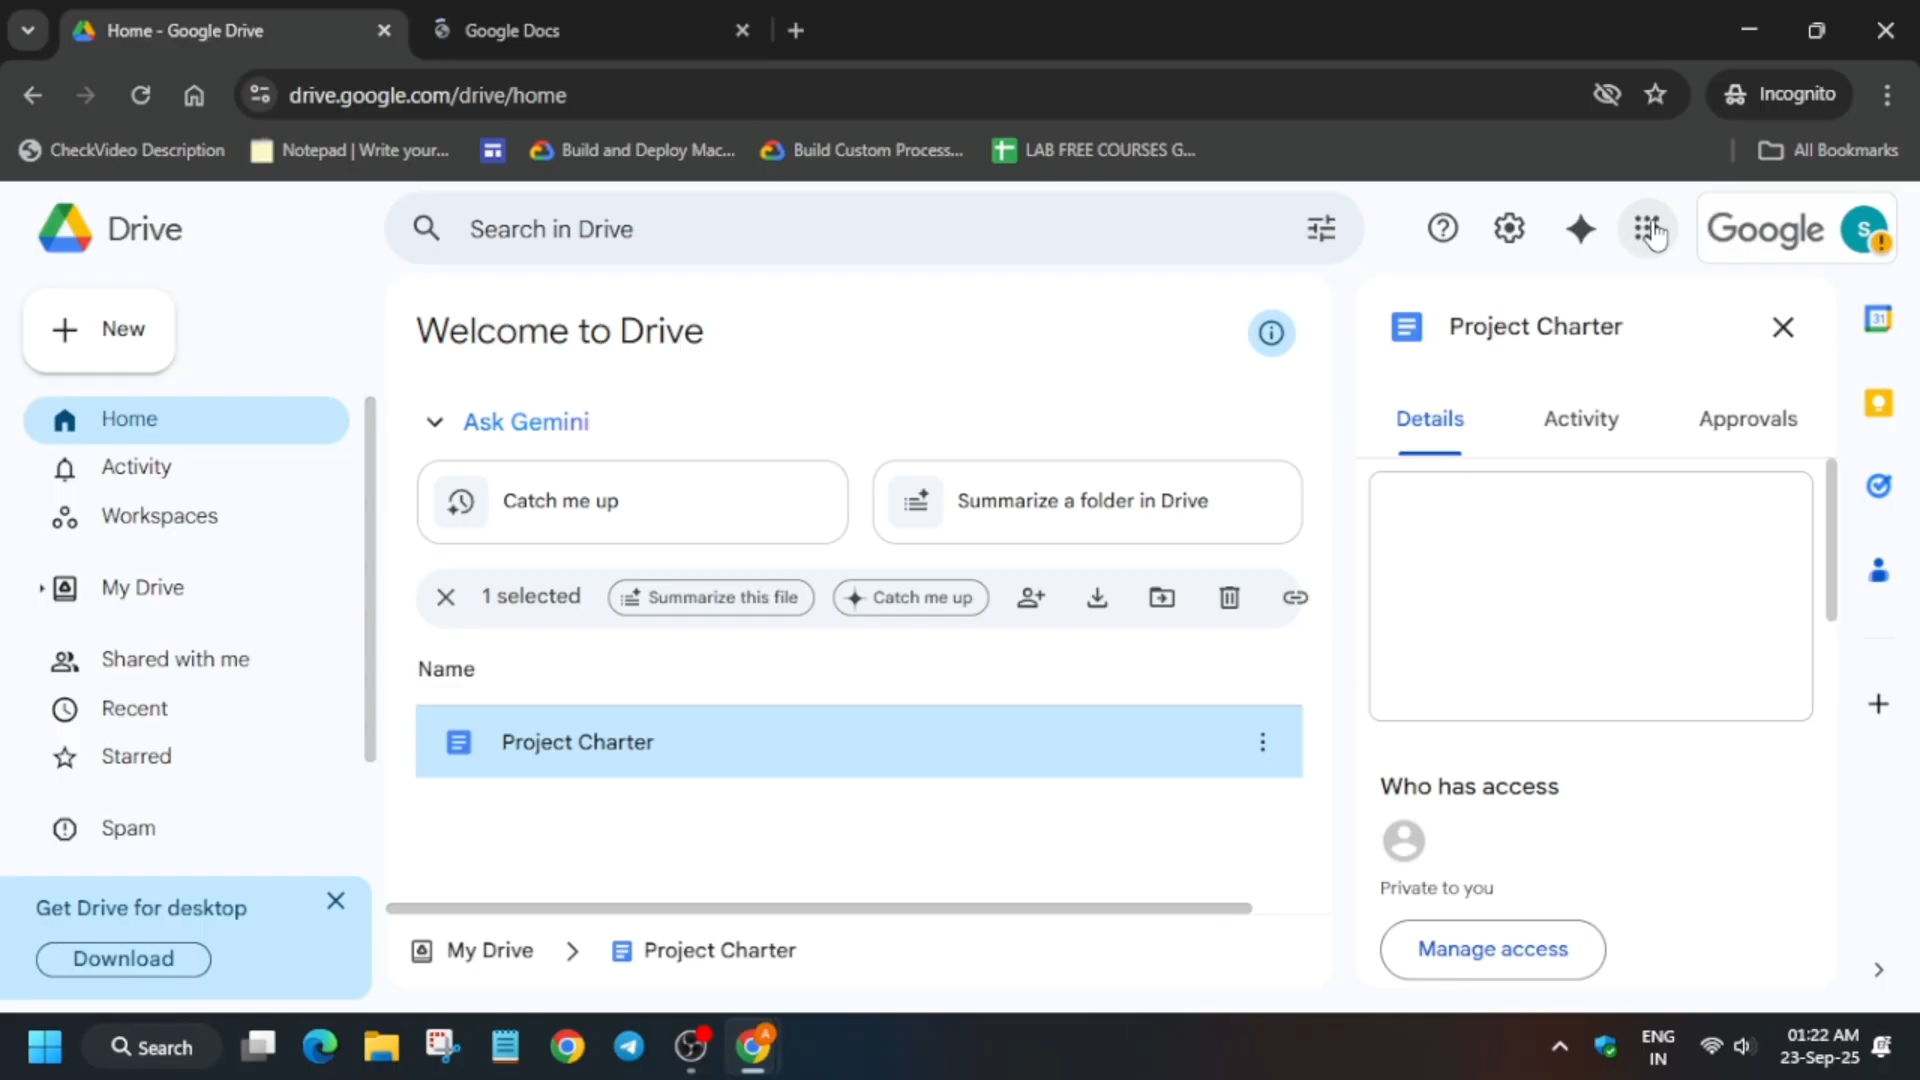 Home - Google Drive
Google Docs
drive.google.com/drive/home
Incognito
CheckVideo Description
Notepad | Write your...
Build and Deploy Mac...
Build Custom Process...
LAB FREE COURSES G...
All Bookmarks
Drive
Search in Drive
Google
S
New
Welcome to Drive
Project Charter
31
Home
Activity
Workspaces
My Drive
Shared with me
Recent
Starred
Spam
Ask Gemini
Catch me up
Summarize a folder in Drive
1 selected
Summarize this file
Catch me up
Name
Project Charter
Details
Activity
Approvals
Who has access
Private to you
Manage access
Get Drive for desktop
Download
My Drive
Project Charter
Search
A
ENG
IN
01:22 AM
23-Sep-25